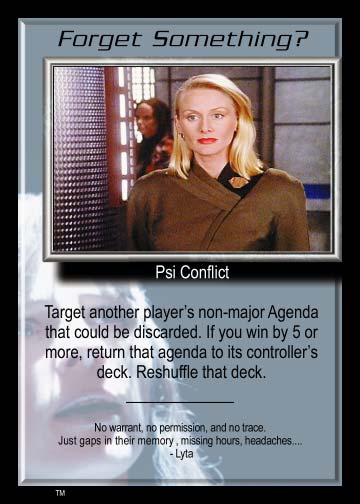 Forget Something?
Psi Conflict
Target another player's non-major Agenda
that could be discarded. If you win by 5 or
more, return that agenda to its controller's
deck. Reshuffle that deck.
No warrant, no permission, and no trace.
Just gaps in their memory , missing hours, headaches....
- Lyta
TM